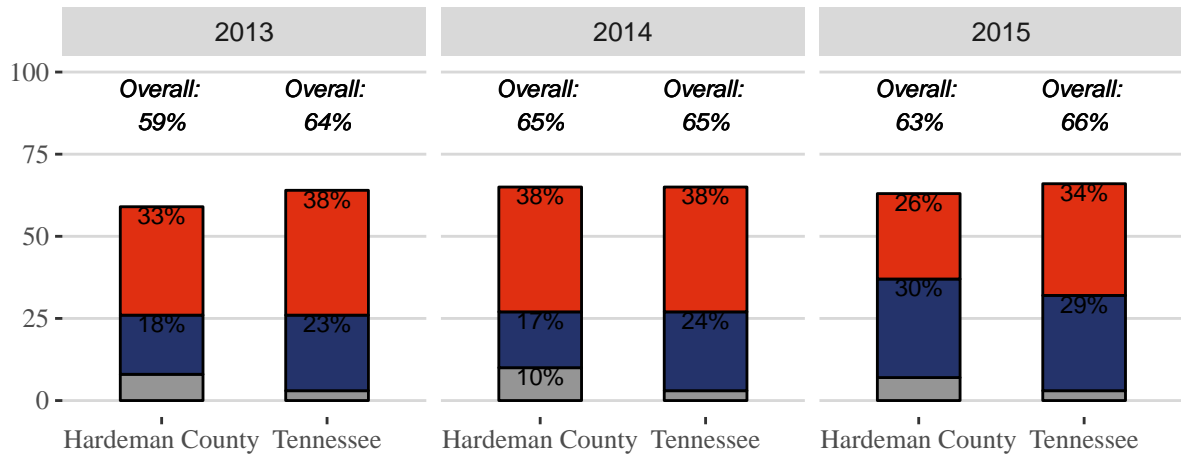 2013 2014 2015
100
Overall: Overall: Overall: Overall: Overall: Overall:
59% 64% 65% 65% 63% 66%
75
33% 38% 38% 38% 26% 34%
50
18% 23% 17% 24% 30% 29%
25
10%
0
Hardeman County Tennessee Hardeman County Tennessee Hardeman County Tennessee